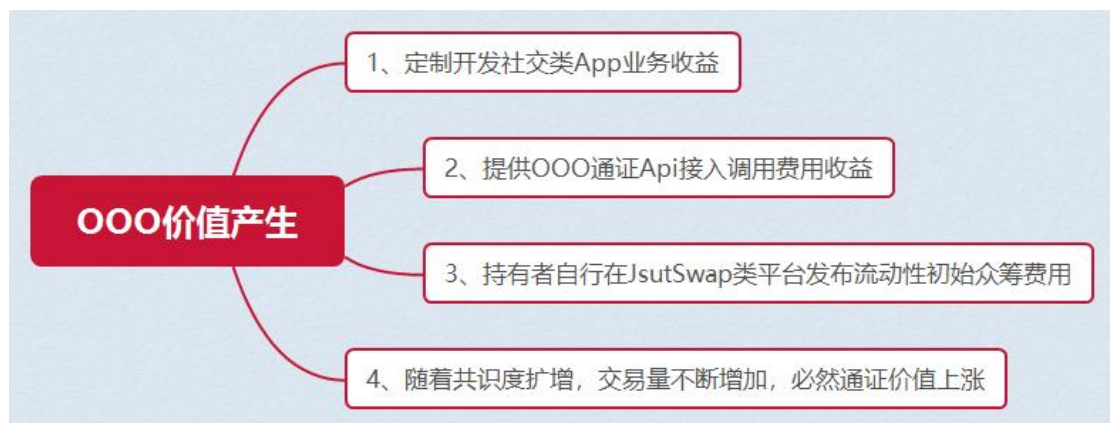 1、定制开发社交类App业务收益
2、提供OOO通证Api接入调用费用收益
OOO价值产生
3、持有者自行在JsutSwap类平台发布流动性初始众筹费用
4、随着共识度扩增，交易量不断增加，必然通证价值上涨